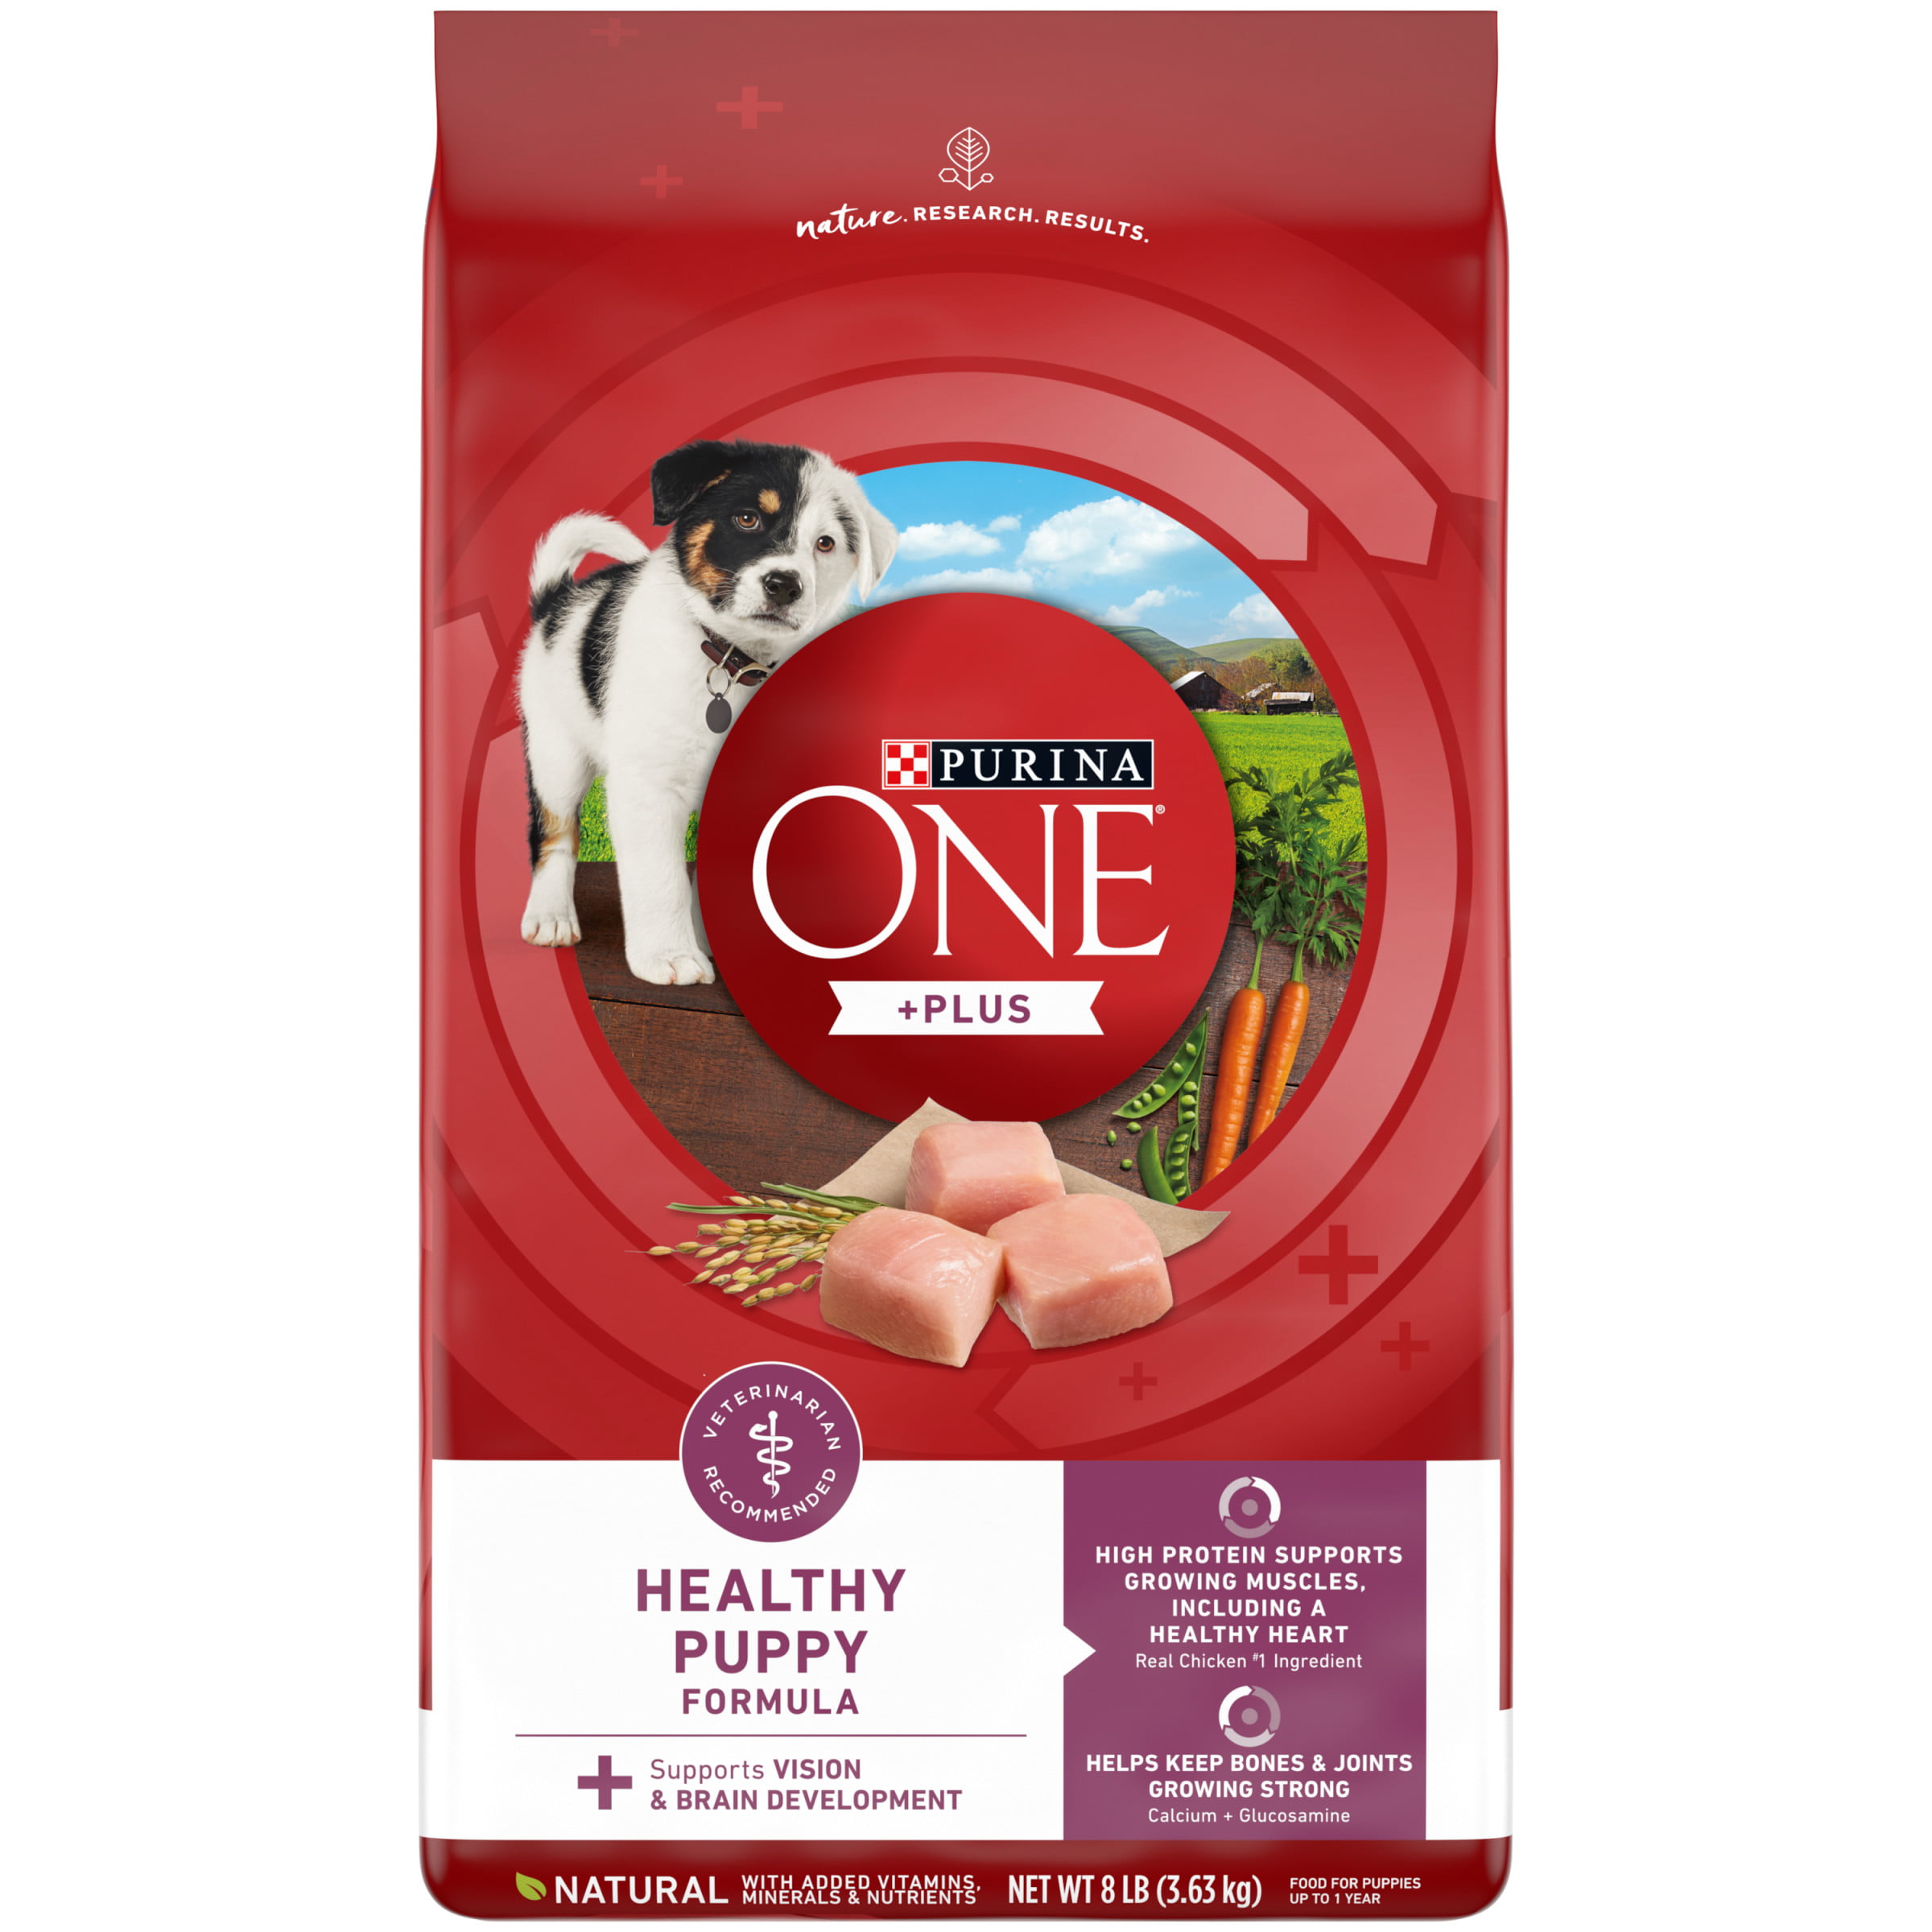 nature. RESEARCH. RESULTS.
PURINA
ONE®
+PLUS
VETERINARIAN
RECOMMENDED
HEALTHY
PUPPY
FORMULA
+ Supports VISION
& BRAIN DEVELOPMENT
HIGH PROTEIN SUPPORTS
GROWING MUSCLES,
INCLUDING A
HEALTHY HEART
Real Chicken #1 Ingredient
HELPS KEEP BONES & JOINTS
GROWING STRONG
Calcium + Glucosamine
NATURAL
WITH ADDED VITAMINS,
MINERALS & NUTRIENTS
NET WT 8 LB (3.63 kg)
FOOD FOR PUPPIES
UP TO 1 YEAR